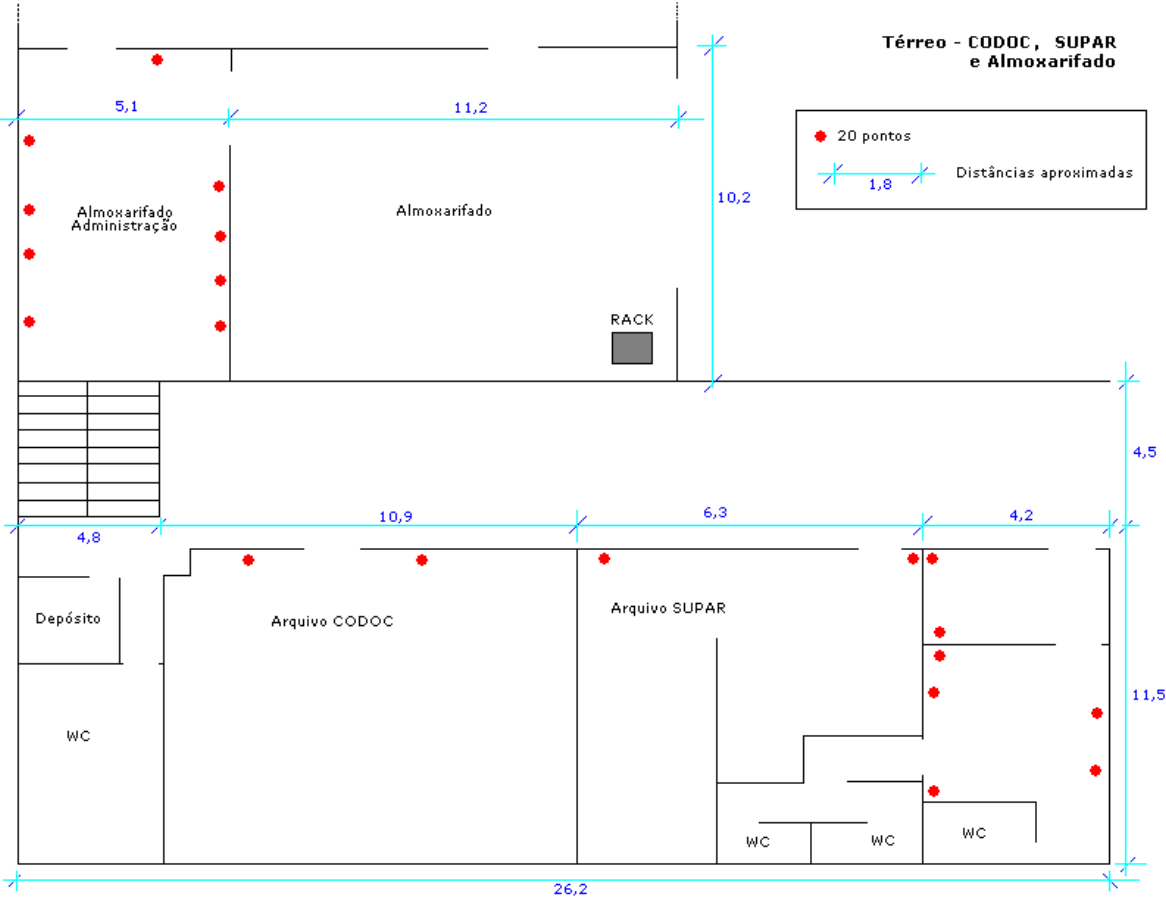 Térreo - CODOC, SUPAR
e Almoxarifado
5,1
11,2
20 pontos
1,8
Distâncias aproximadas
10,2
Almoxarifado
Administração
Almoxarifado
RACK
4,5
10,9
6,3
4,2
4,8
Depósito
Arquivo CODOC
Arquivo SUPAR
11,5
WC
WC
WC
WC
26,2